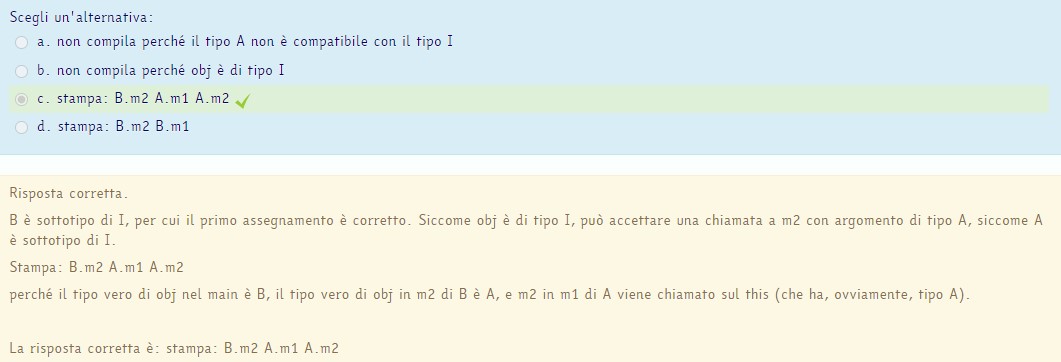 Scegli un'alternativa:
a. non compila perché il tipo A non è compatibile con il tipo I
b. non compila perché obj è di tipo I
c. stampa: B.m2 A.m1 A.m2
d. stampa: B.m2 B.m1
Risposta corretta.
B è sottotipo di I, per cui il primo assegnamento è corretto. Siccome obj è di tipo I, può accettare una chiamata a m2 con argomento di tipo A, siccome A
è sottotipo di I.
Stampa: B.m2 A.m1 A.m2
perché il tipo vero di obj nel main è B, il tipo vero di obj in m2 di B è A, e m2 in m1 di A viene chiamato sul this (che ha, ovviamente, tipo A).
La risposta corretta è: stampa: B.m2 A.m1 A.m2